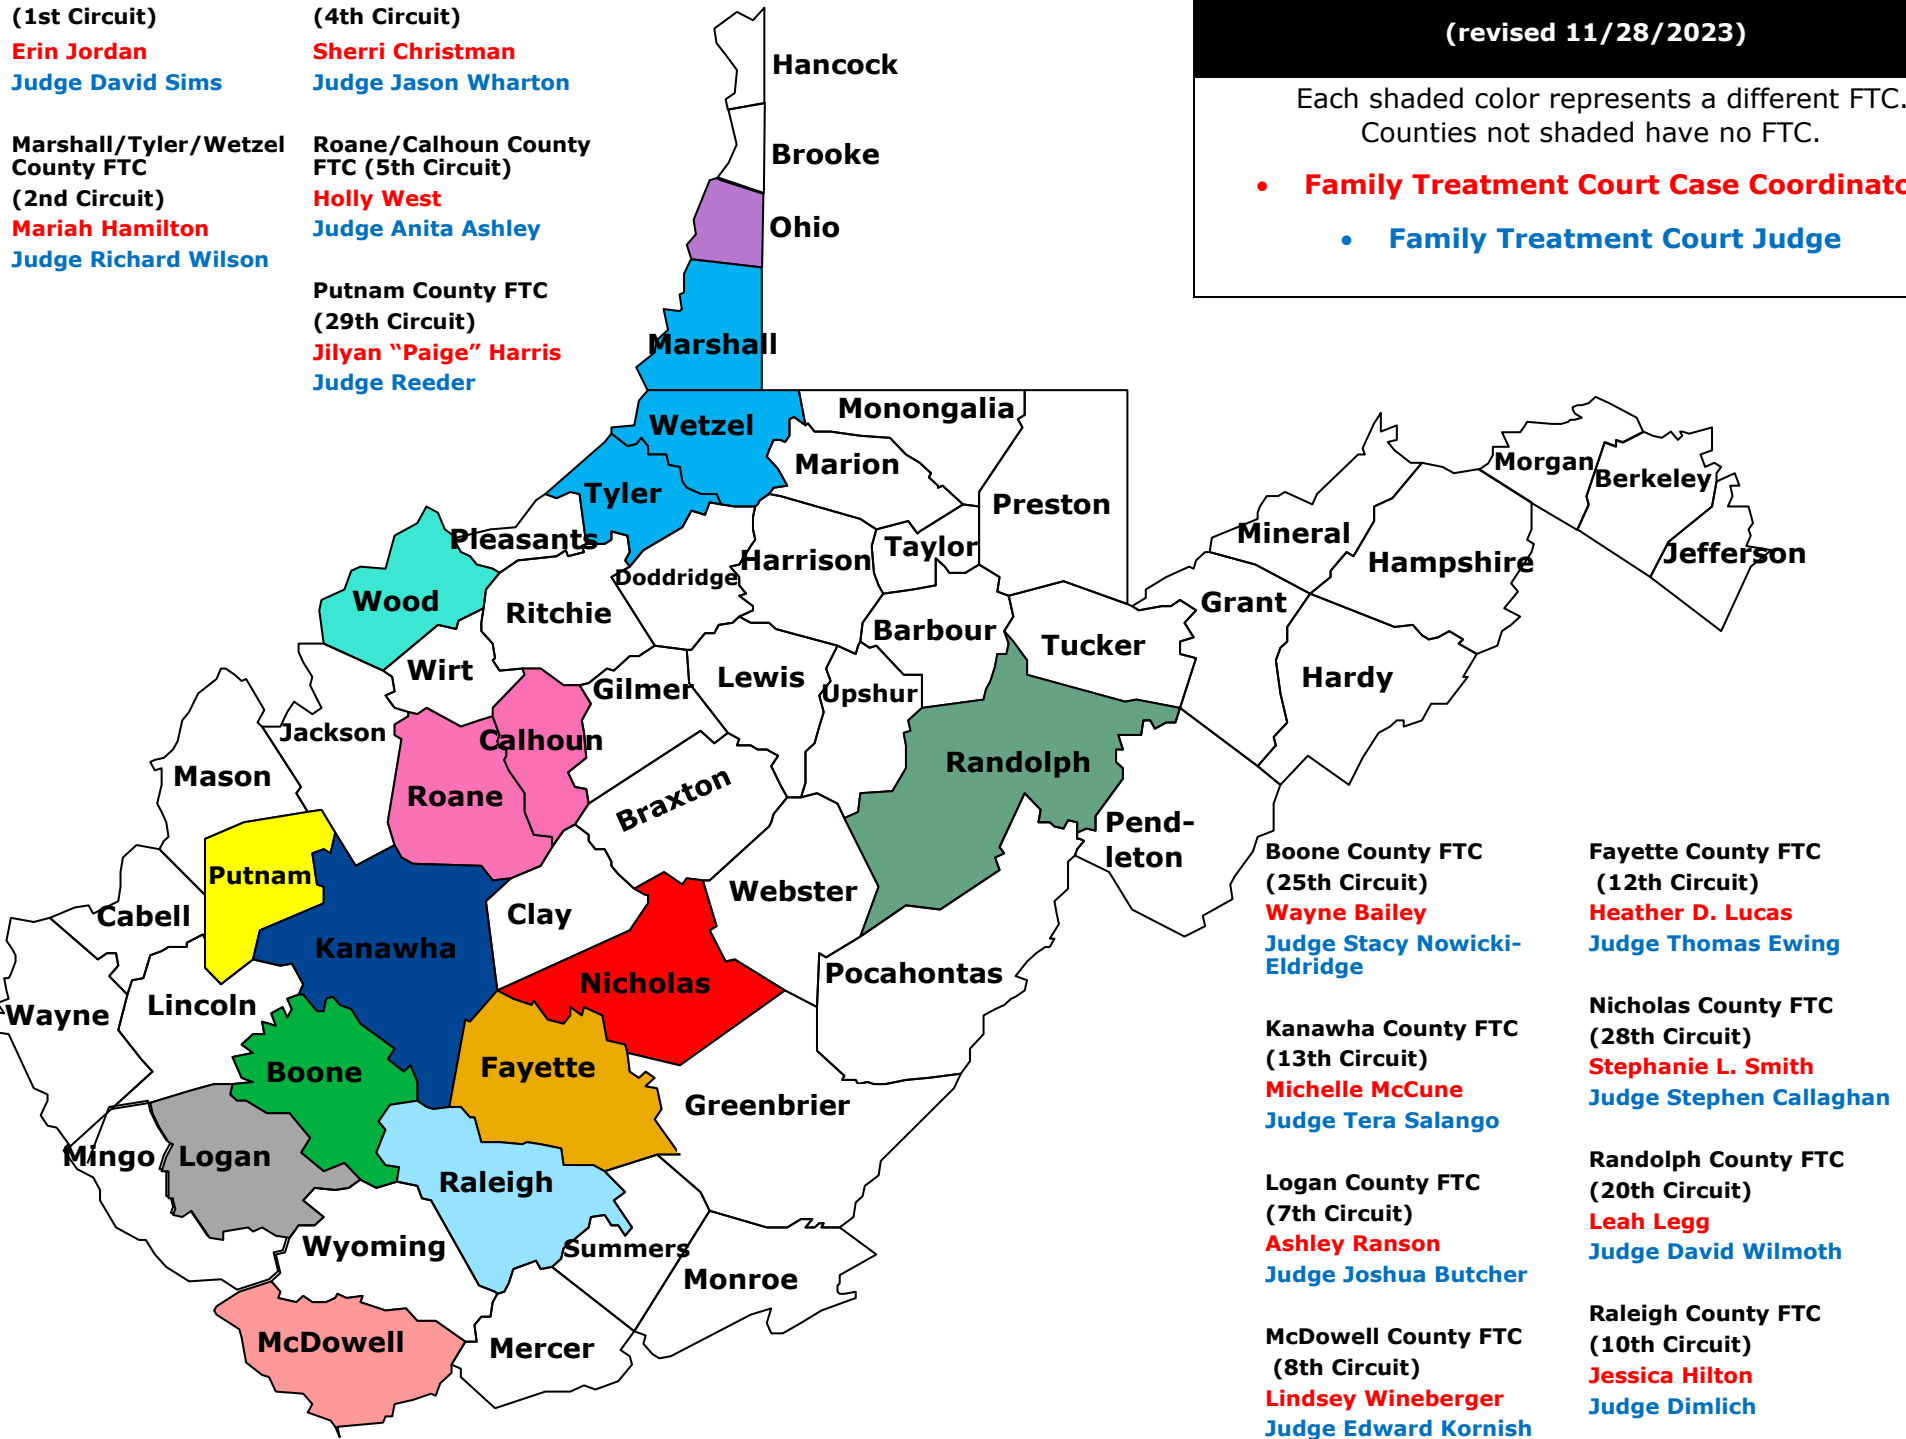 (1st Circuit)
Erin Jordan
Judge David Sims
Marshall/Tyler/Wetzel
County FTC
(2nd Circuit)
Mariah Hamilton
Judge Richard Wilson
(4th Circuit)
Sherri Christman
Judge Jason Wharton
Roane/Calhoun County
FTC (5th Circuit)
Holly West
Judge Anita Ashley
Putnam County FTC
(29th Circuit)
Jilyan “Paige” Harris
Judge Reeder
(revised 11/28/2023)
Each shaded color represents a different FTC.
Counties not shaded have no FTC.
• Family Treatment Court Case Coordinato
• Family Treatment Court Judge
Hancock
Brooke
Ohio
Marshall
Wetzel
Monongalia
Marion
Tyler
Preston
Morgan
Berkeley
Mineral
Pleasants
Harrison
Taylor
Hampshire
Jefferson
Doddridge
Wood
Ritchie
Grant
Barbour
Tucker
Wirt
Gilmer
Lewis
Upshur
Hardy
Jackson
Calhoun
Randolph
Mason
Roane
Braxton
Pend-
leton
Putnam
Webster
Cabell
Clay
Kanawha
Pocahontas
Nicholas
Lincoln
Wayne
Boone
Fayette
Greenbrier
Mingo
Logan
Raleigh
Wyoming
Summers
Monroe
McDowell
Mercer
Boone County FTC
(25th Circuit)
Wayne Bailey
Judge Stacy Nowicki-
Eldridge
Kanawha County FTC
(13th Circuit)
Michelle McCune
Judge Tera Salango
Logan County FTC
(7th Circuit)
Ashley Ranson
Judge Joshua Butcher
McDowell County FTC
(8th Circuit)
Lindsey Wineberger
Judge Edward Kornish
Fayette County FTC
(12th Circuit)
Heather D. Lucas
Judge Thomas Ewing
Nicholas County FTC
(28th Circuit)
Stephanie L. Smith
Judge Stephen Callaghan
Randolph County FTC
(20th Circuit)
Leah Legg
Judge David Wilmoth
Raleigh County FTC
(10th Circuit)
Jessica Hilton
Judge Dimlich